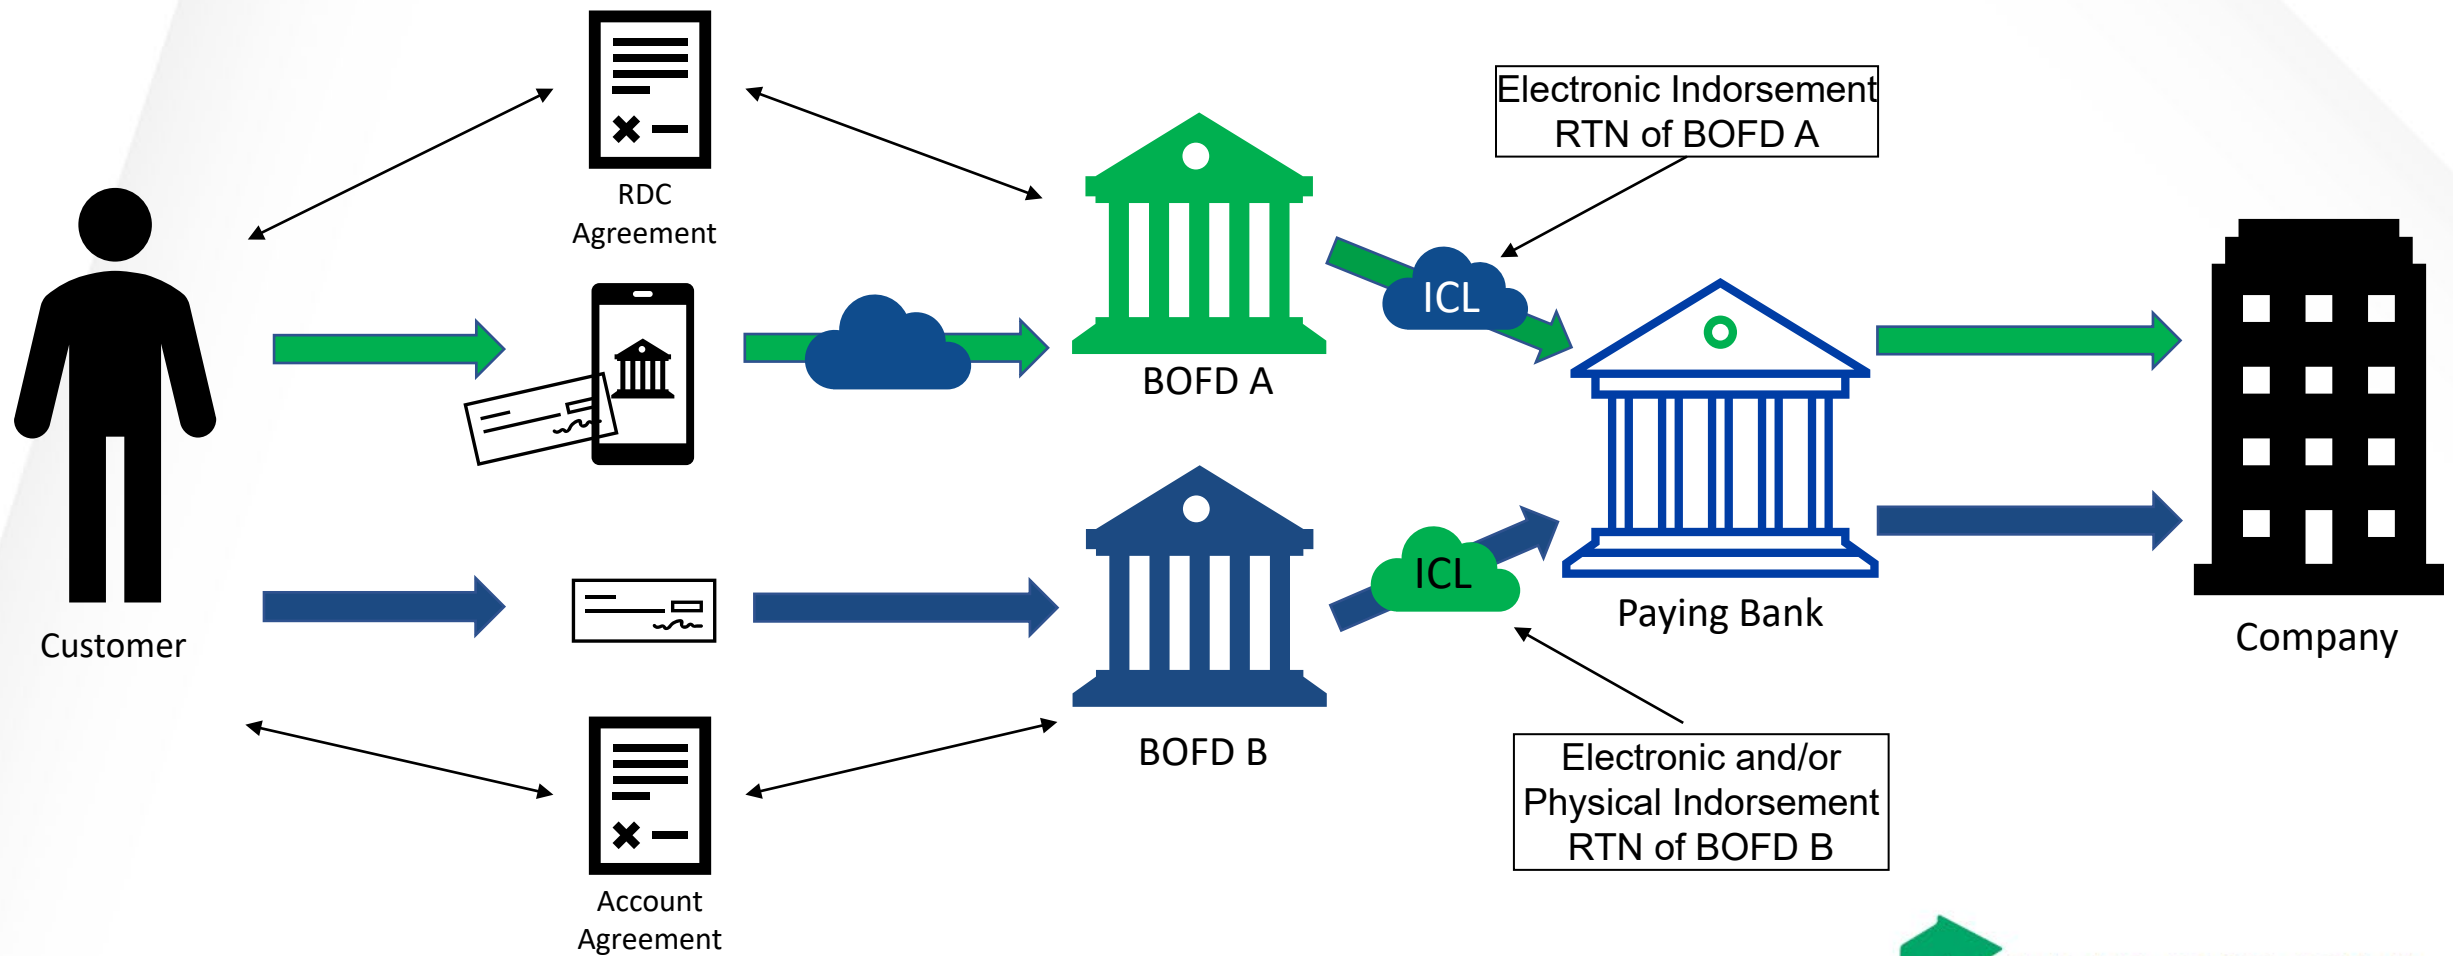 RDC
Agreement
Electronic Indorsement
RTN of BOFD A
ICL
BOFD A
ICL
Customer
Paying Bank
Company
BOFD B
Electronic and/or
Physical Indorsement
RTN of BOFD B
Account
Agreement